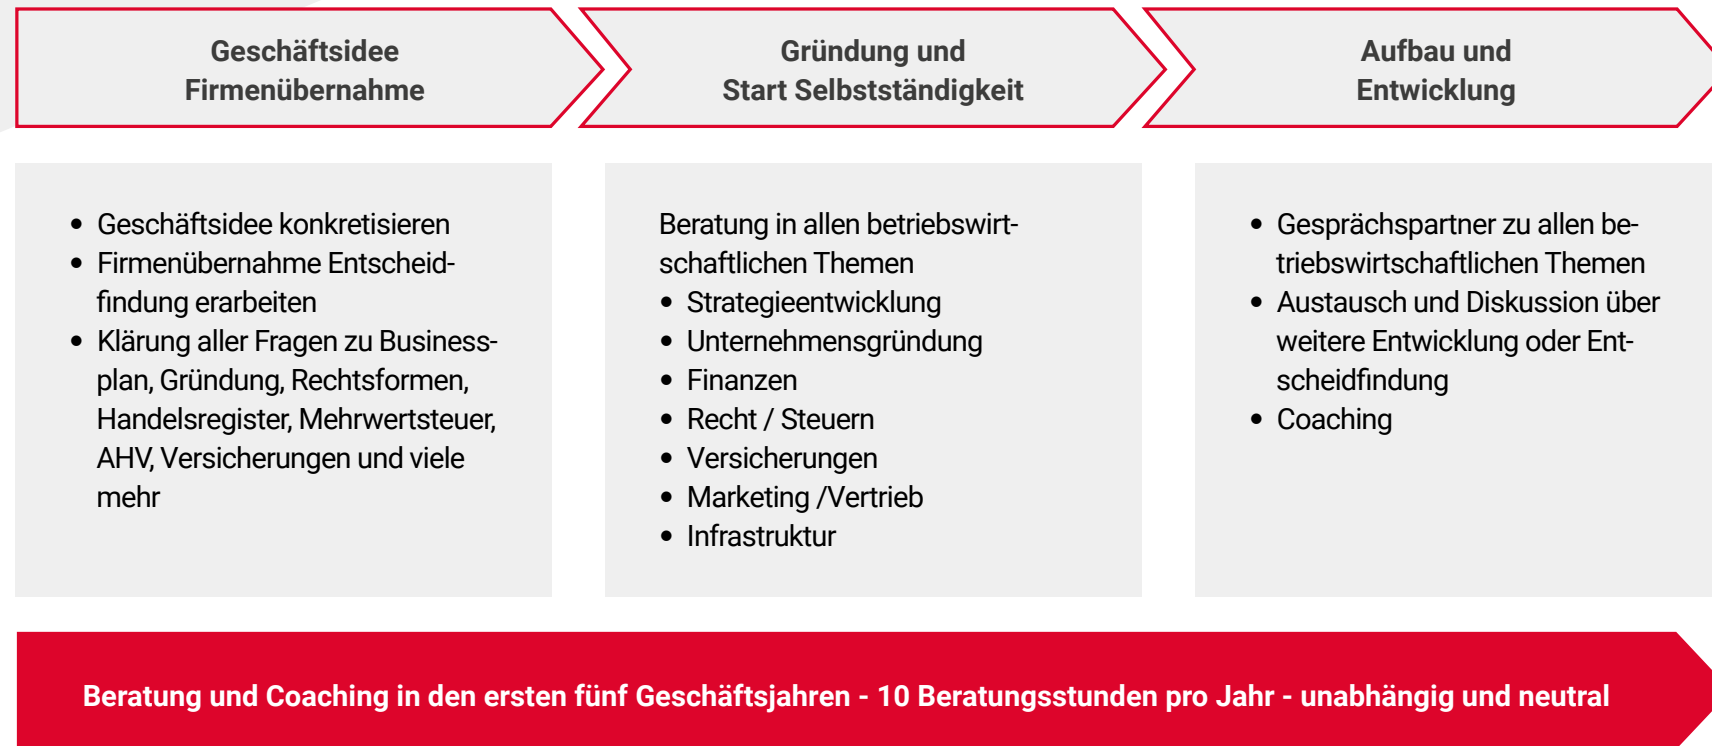 Geschäftsidee
Firmenübernahme
Gründung und
Start Selbstständigkeit
Aufbau und
Entwicklung
• Geschäftsidee konkretisieren
• Firmenübernahme Entscheid-
findung erarbeiten
• Klärung aller Fragen zu Business-
plan, Gründung, Rechtsformen,
Handelsregister, Mehrwertsteuer,
AHV, Versicherungen und viele
mehr
Beratung in allen betriebswirt-
schaftlichen Themen
• Strategieentwicklung
• Unternehmensgründung
• Finanzen
• Recht / Steuern
• Versicherungen
• Marketing /Vertrieb
• Infrastruktur
• Gesprächspartner zu allen be-
triebswirtschaftlichen Themen
• Austausch und Diskussion über
weitere Entwicklung oder Ent-
scheidfindung
• Coaching
Beratung und Coaching in den ersten fünf Geschäftsjahren - 10 Beratungsstunden pro Jahr - unabhängig und neutral